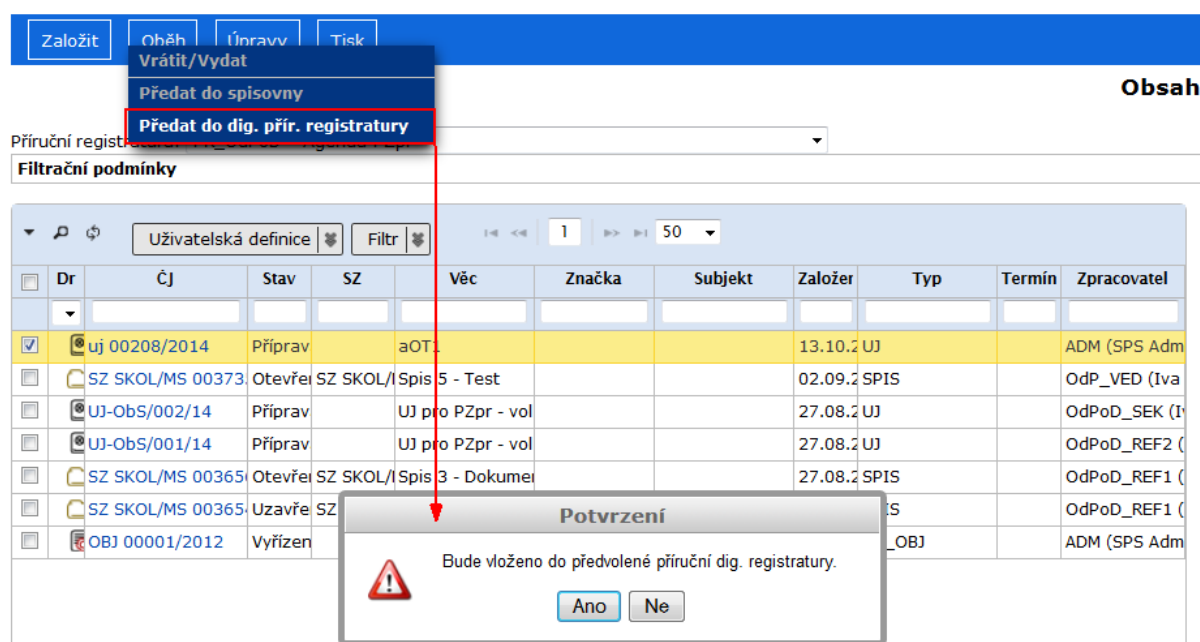 Založit Oběh Úpravy Tisk
Vrátit/Vydat
Předat do spisovny
Předat do dig. přír. registratury
Obsah
Příruční
Filtrační podmínky
Uživatelská definice Filtr 1 50
Dr ČJ Stav SZ Věc Značka Subjekt Založer Typ Termín Zpracovatel
uj 00208/2014 Příprav aOT1 13.10.2 UJ ADM (SPS Adm
SZ SKOL/MS 00373 Otevře SZ SKOL/ Spis 5 - Test 02.09.2 SPIS OdP_VED (Iva
UJ-ObS/002/14 Příprav UJ pro PZpr - vol 27.08.2 UJ OdPoD_SEK (I
UJ-ObS/001/14 Příprav UJ pro PZpr - vol 27.08.2 UJ OdPoD_REF2 (
SZ SKOL/MS 00365 Otevře SZ SKOL/ Spis 3 - Dokume 27.08.2 SPIS OdPoD_REF1 (
SZ SKOL/MS 00365 Uzavře SZ IS OdPoD_REF1 (
OBJ 00001/2012 Vyřízen _OBJ ADM (SPS Adm
Potvrzení
Bude vloženo do předvolené příruční dig. registratury.
Ano Ne